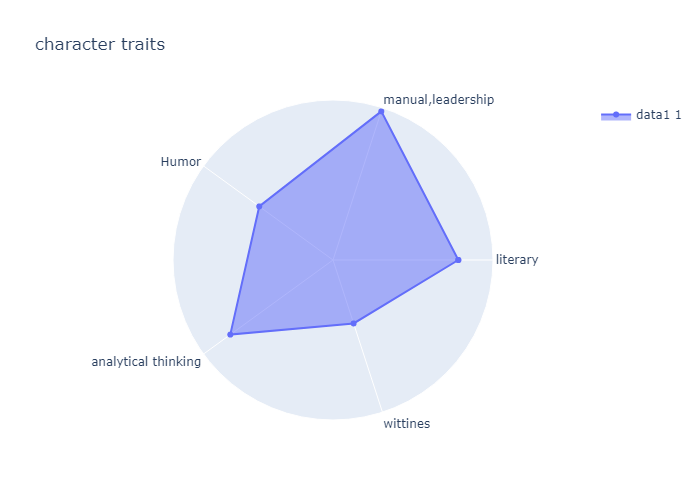 character traits
manual,leadership
data1 1
Humor
literary
analytical thinking
wittines